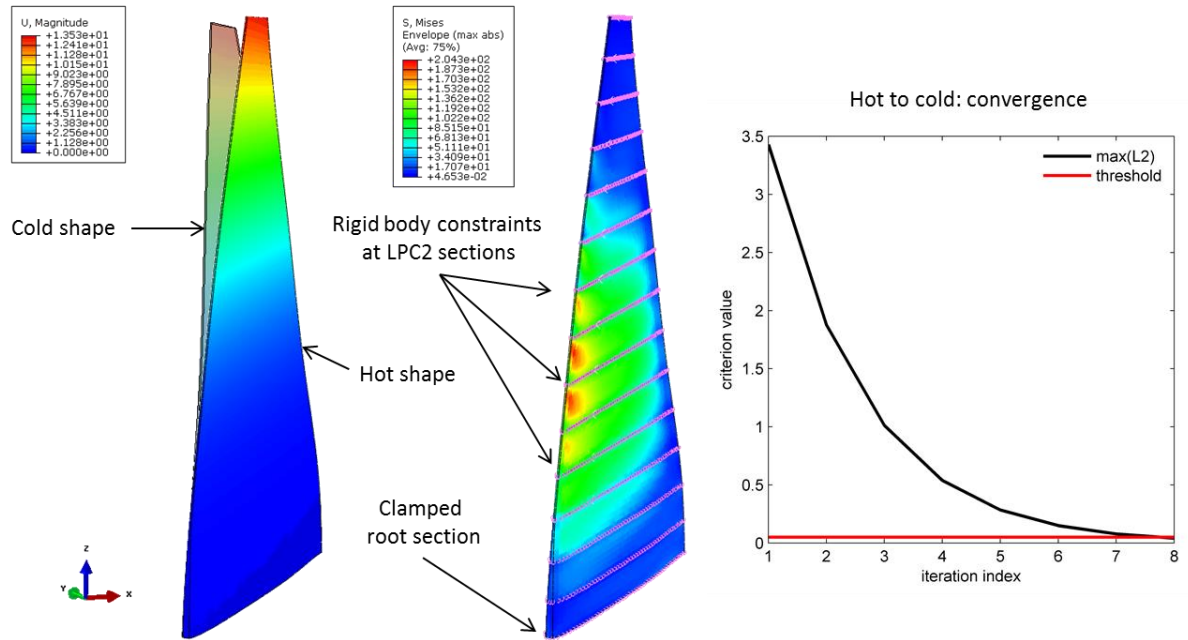 U, Magnitude
+1.353e+01
+1.241e+01
+1.128e+01
+1.015e+01
+9.023e+00
+7.895e+00
+6.767e+00
+5.639e+00
+4.511e+00
+3.383e+00
+2.256e+00
+1.128e+00
+0.000e+00
Cold shape
Hot shape
Z
Y
X
S, Mises
Envelope (max abs)
(Avg: 75%)
+2.043e+02
+1.873e+02
+1.703e+02
+1.532e+02
+1.362e+02
+1.192e+02
+1.022e+02
+8.515e+01
+6.813e+01
+5.111e+01
+3.409e+01
+1.707e+01
+4.653e-02
Rigid body constraints
at LPC2 sections
Clamped
root section
Hot to cold: convergence
max(L2)
threshold
criterion value
3.5
3
2.5
2
1.5
1
0.5
0
1 2 3 4 5 6 7 8
iteration index